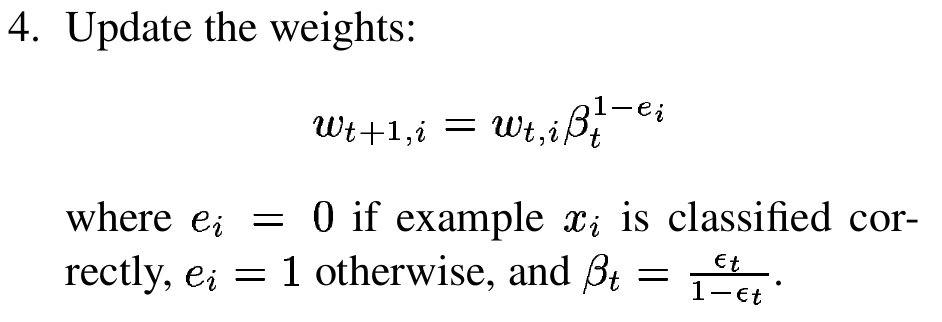 4. Update the weights:
w_{t+1,i} = w_{t,i}β_t^{1−e_i}
where e_i = 0 if example x_i is classified cor-
rectly, e_i = 1 otherwise, and β_t = \frac{ϵ_t}{1−ϵ_t}.